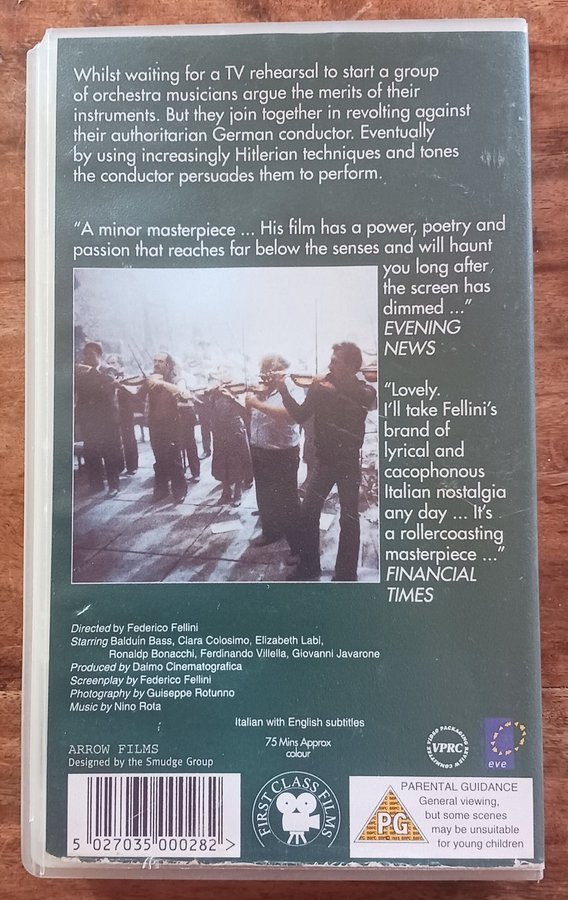 Whilst waiting for a TV rehearsal to start a group
of orchestra musicians argue the merits of their
instruments. But they join together in revolting against
their authoritarian German conductor. Eventually
by using increasingly Hitlerian techniques and tones
the conductor persuades them to perform.
“A minor masterpiece ... His film has a power, poetry and
passion that reaches far below the senses and will haunt
you long after
the screen has
dimmed ...”
EVENING
NEWS
“Lovely.
I’ll take Fellini’s
brand of
lyrical and
cacophonous
Italian nostalgia
any day ... It’s
a rollercoasting
masterpiece ...”
FINANCIAL
TIMES
Directed by Federico Fellini
Starring Balduin Bass, Clara Colosimo, Elizabeth Labi,
Ronaldp Bonacchi, Ferdinando Villella, Giovanni Javarone
Produced by Daimo Cinematografica
Screenplay by Federico Fellini
Photography by Guiseppe Rotunno
Music by Nino Rota
Italian with English subtitles
75 Mins Approx
colour
ARROW FILMS
Designed by the Smudge Group
VIDEO PACKAGING REVIEW COMMITTEE
VPRC
eve
5 027035 000282 >
FIRST CLASS FILMS
PG
PARENTAL GUIDANCE
General viewing,
but some scenes
may be unsuitable
for young children